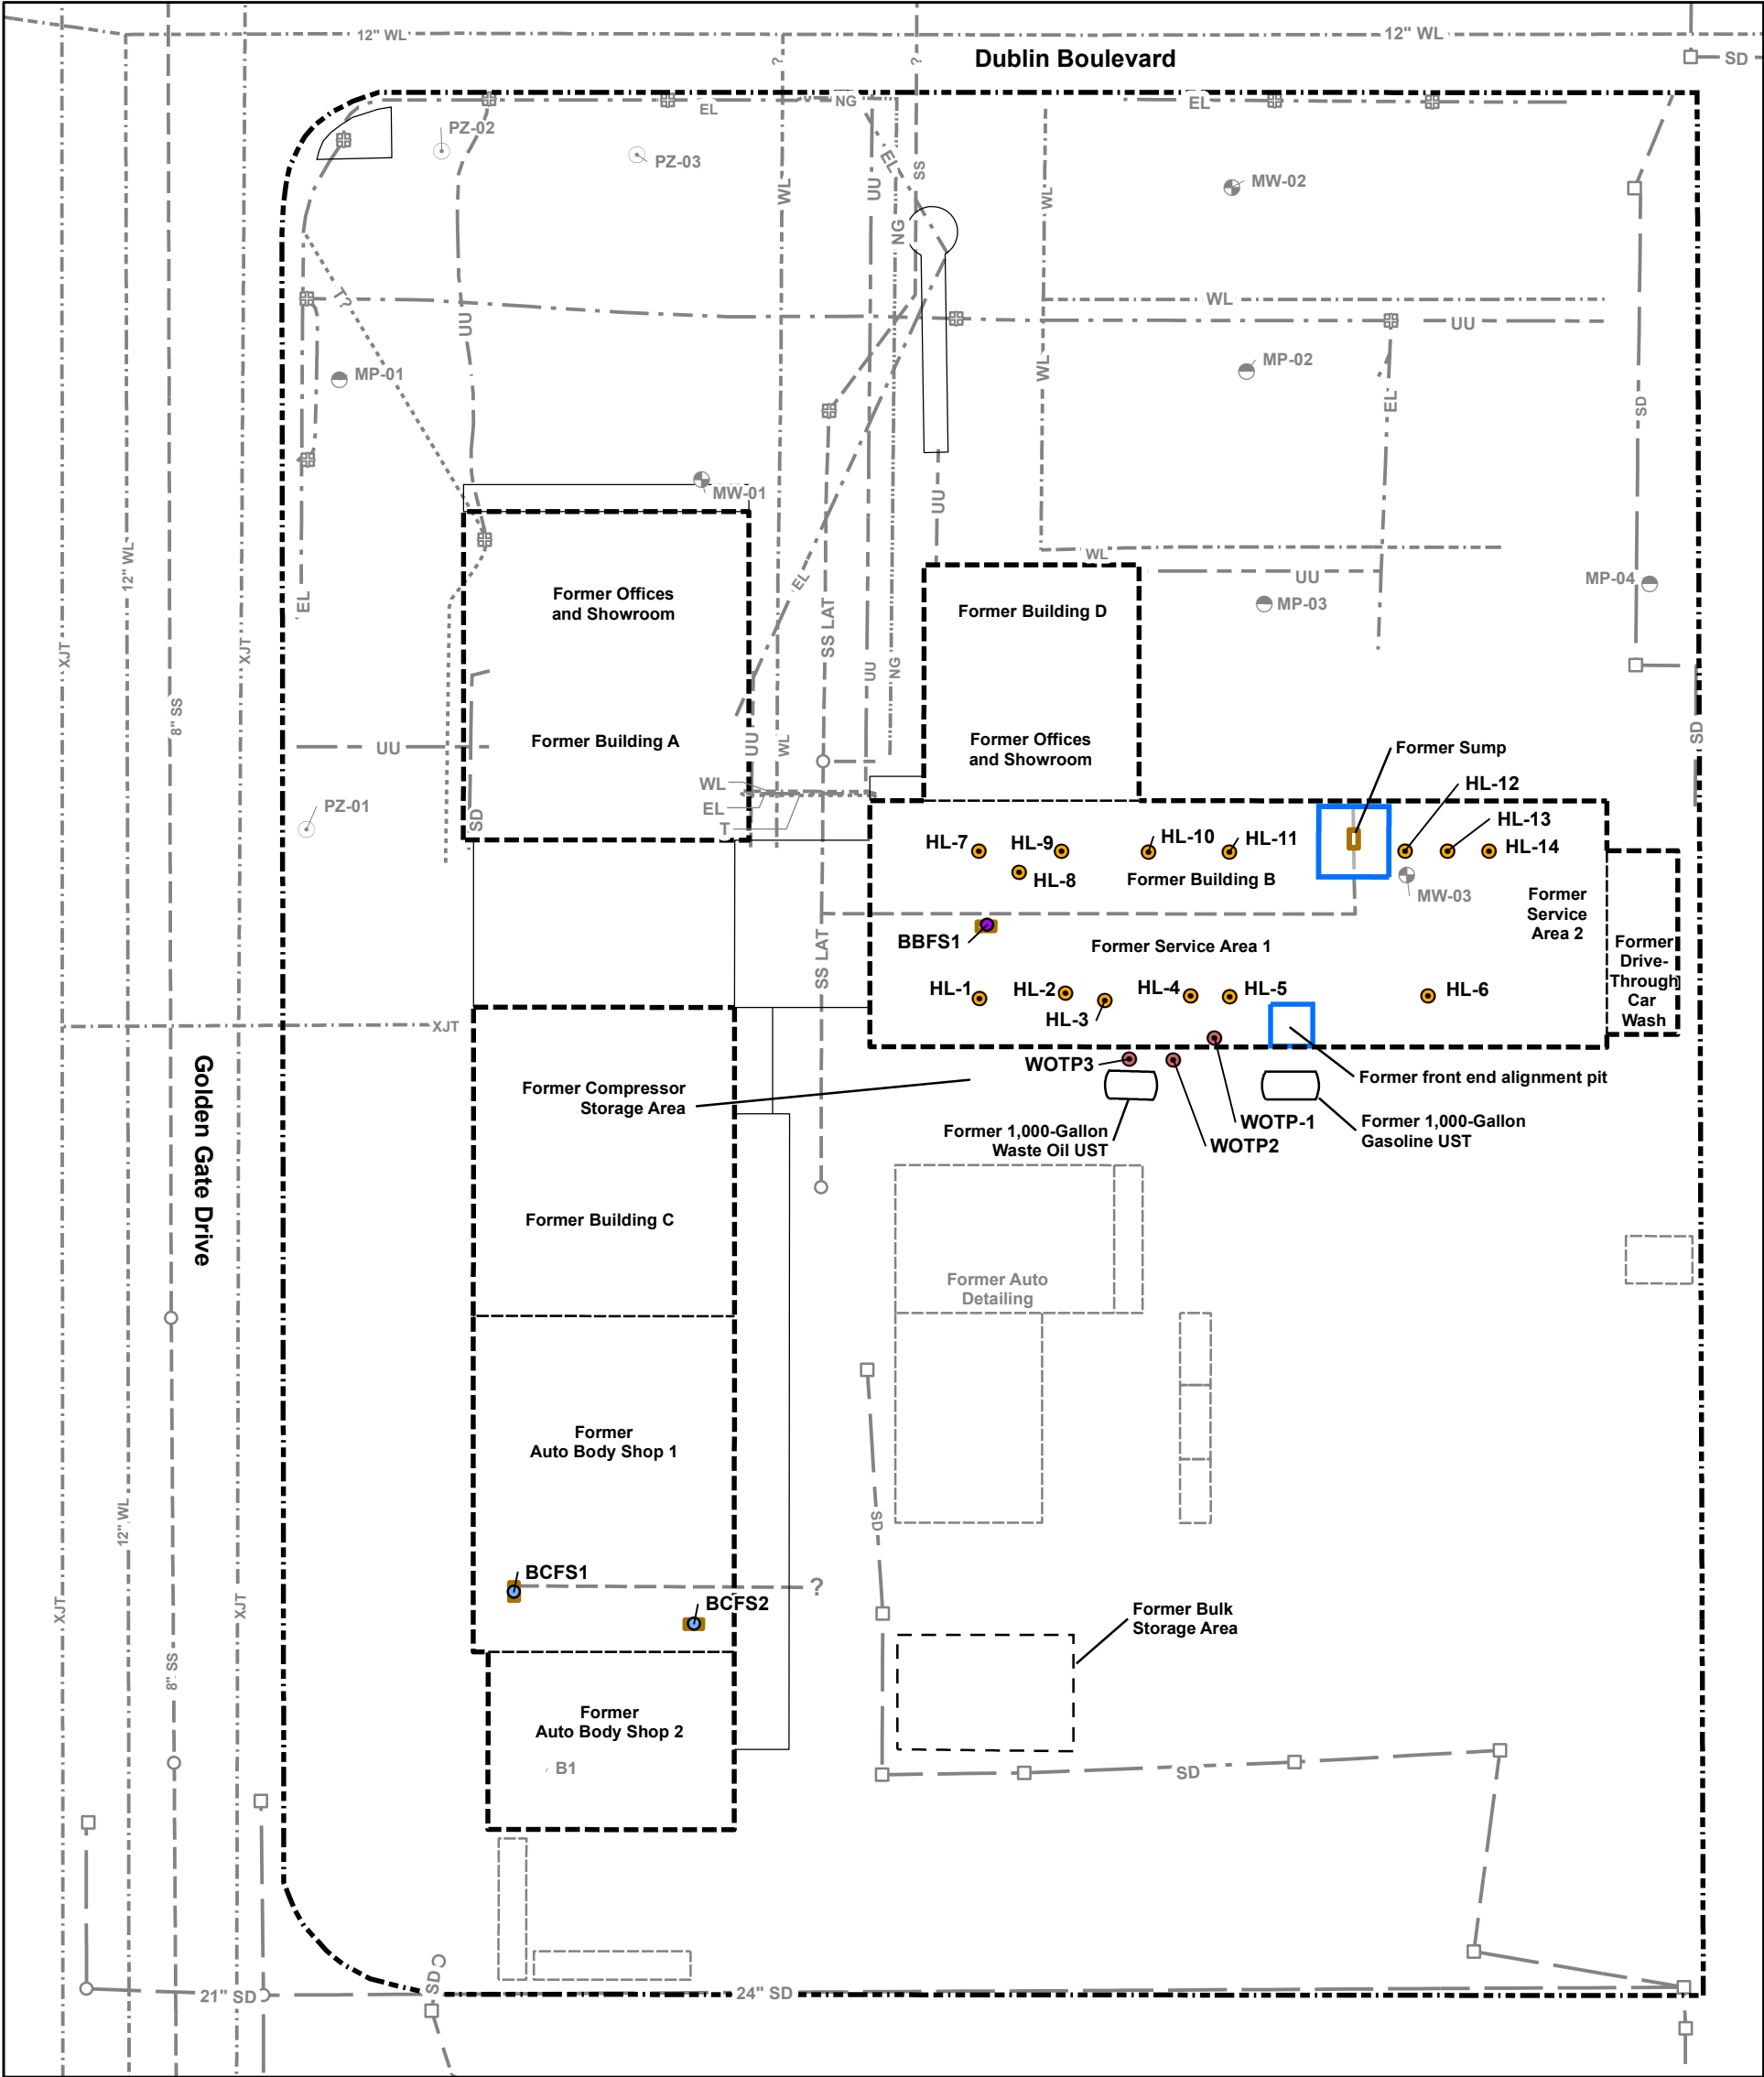 12" WL
12" WL
Dublin Boulevard
SD
?
?
EL
NG
EL
PZ-02
PZ-03
EL
SS
WL
UU
WL
MW-02
NG
T?
UU
WL
UU
MP-01
WL
MP-02
EL
SD
MW-01
UU
12" WL
WL
UU
EL
EL
MP-03
MP-04
Former Offices
and Showroom
Former Building D
XJT
XJT
SS LAT
UU
NG
8" SS
Former Building A
UU
UU
WL
Former Offices
and Showroom
SD
Former Sump
WL
EL
T
PZ-01
SD
HL-12
HL-13
HL-7
HL-9
HL-10
HL-11
HL-14
HL-8
Former Building B
MW-03
Former
Service
Area 2
BBFS1
Former Service Area 1
SS LAT
Former
Drive-
Through
Car
Wash
HL-1
HL-2
HL-4
HL-5
HL-6
HL-3
XJT
WOTP3
Former front end alignment pit
Former Compressor
Storage Area
Golden Gate Drive
WOTP-1
Former 1,000-Gallon
Gasoline UST
Former 1,000-Gallon
Waste Oil UST
WOTP2
Former Building C
Former Auto
Detailing
Former
Auto Body Shop 1
12" WL
SD
BCFS1
?
BCFS2
XJT
XJT
Former Bulk
Storage Area
8" SS
Former
Auto Body Shop 2
B1
SD
CDS
21" SD
24" SD